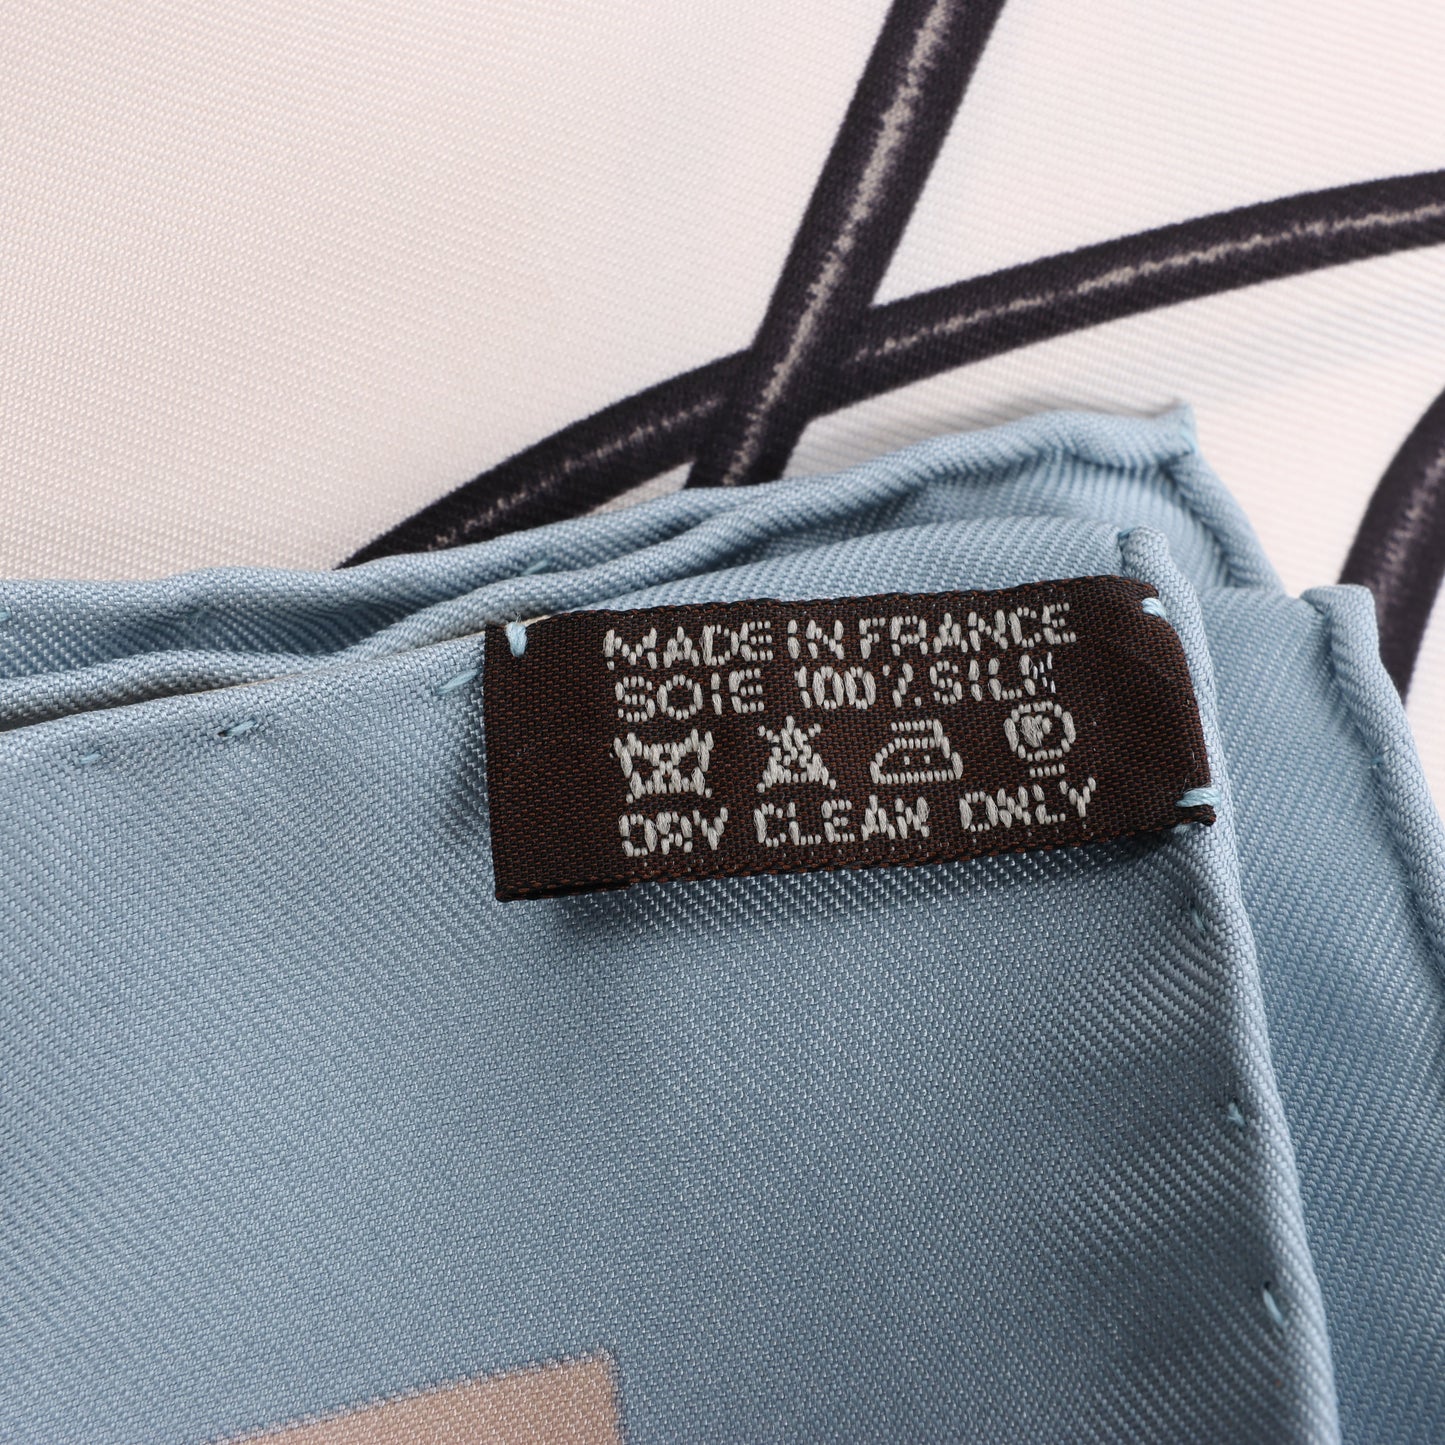 MADE IN FRANCE
SOIE 100% SILK
DRY CLEAN ONLY